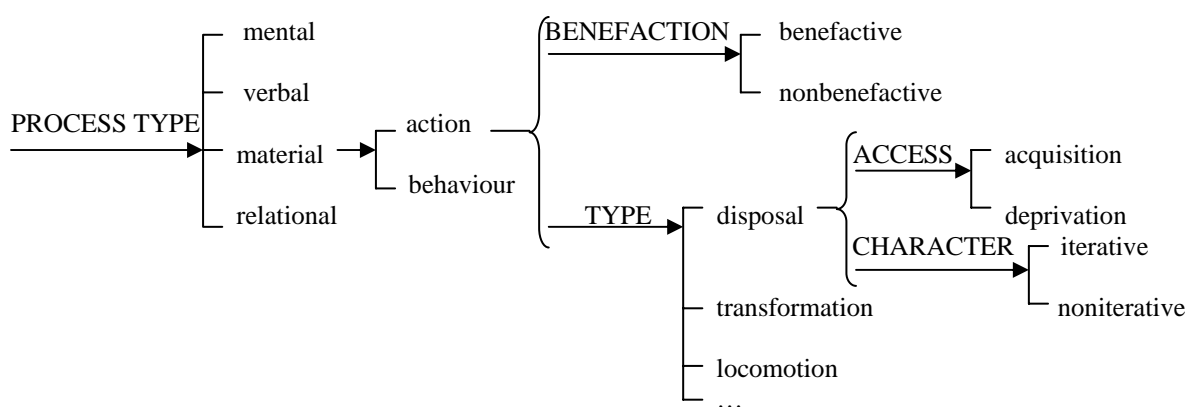 mental
BENEFACTION
benefactive
verbal
nonbenefactive
PROCESS TYPE
action
material
ACCESS
acquisition
behaviour
relational
TYPE
disposal
deprivation
CHARACTER
iterative
transformation
noniterative
locomotion
…